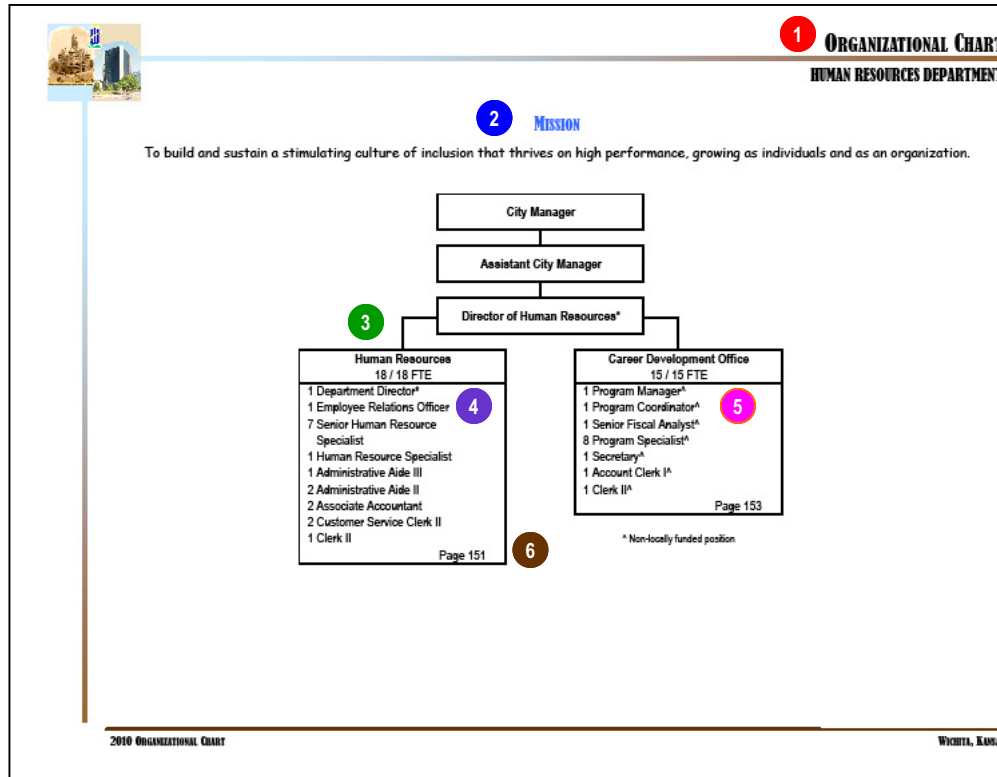 1 ORGANIZATIONAL CHART
HUMAN RESOURCES DEPARTMENT
2 MISSION
To build and sustain a stimulating culture of inclusion that thrives on high performance, growing as individuals and as an organization.
City Manager
Assistant City Manager
Director of Human Resources*
3
Human Resources
18 / 18 FTE
1 Department Director*
1 Employee Relations Officer
4
7 Senior Human Resource
Specialist
1 Human Resource Specialist
1 Administrative Aide III
2 Administrative Aide II
2 Associate Accountant
2 Customer Service Clerk II
1 Clerk II
Page 151
6
Career Development Office
15 / 15 FTE
1 Program Manager^
1 Program Coordinator^
5
1 Senior Fiscal Analyst^
8 Program Specialist^
1 Secretary^
1 Account Clerk I^
1 Clerk II^
Page 153
^ Non-locally funded position
2010 ORGANIZATIONAL CHART
WICHITA,